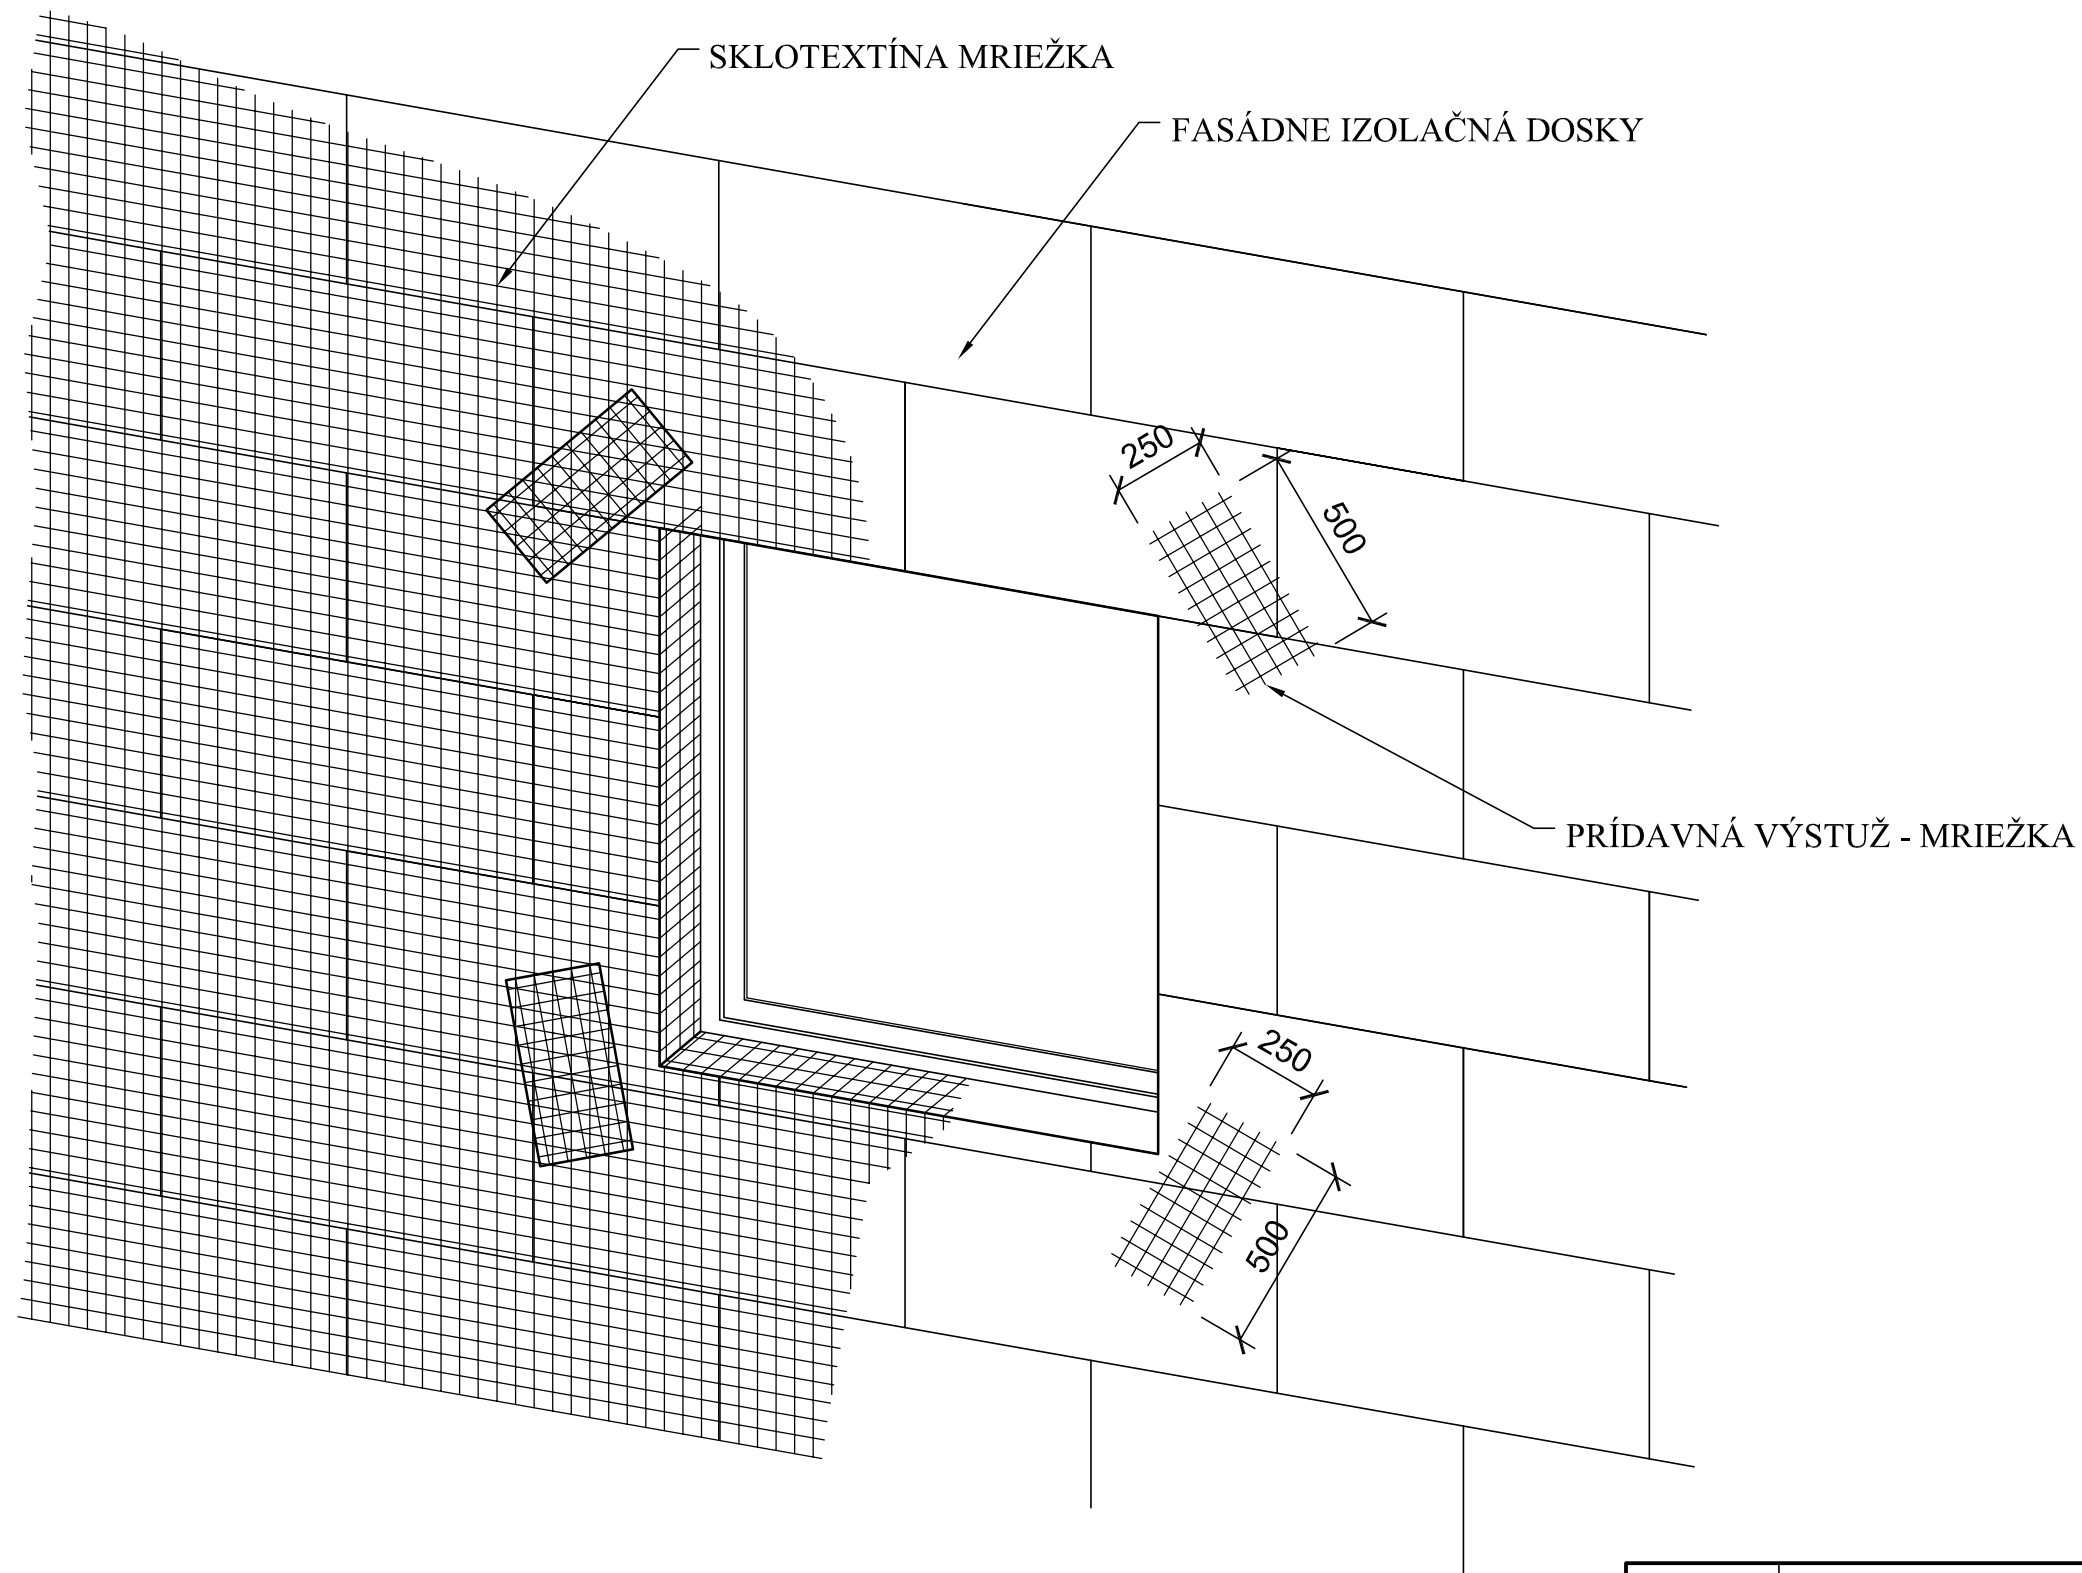 SKLOTEXTÍNA MRIEŽKA
FASÁDNE IZOLAČNÁ DOSKY
250
500
PRÍDAVNÁ VÝSTUŽ - MRIEŽKA
250
500